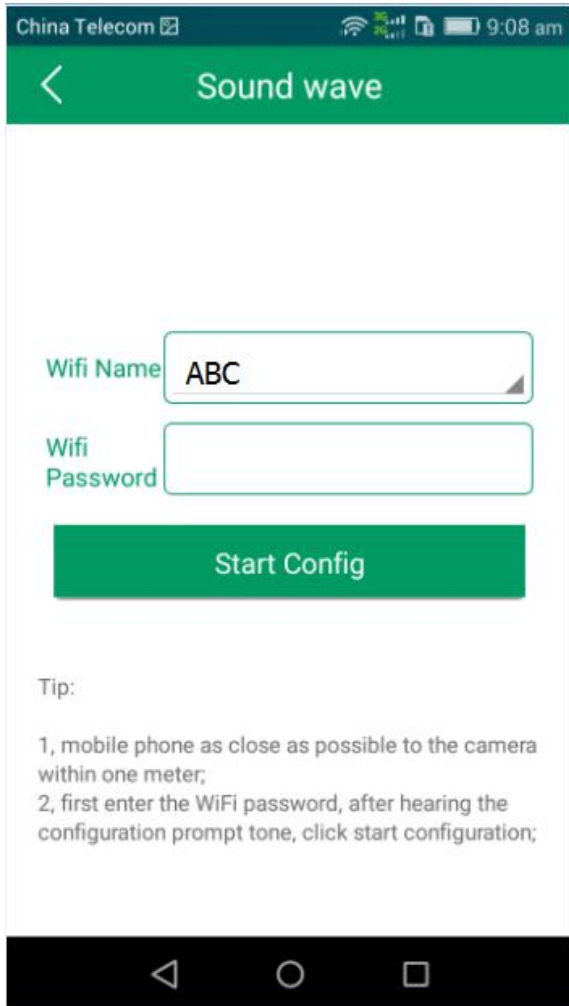 China Telecom 9:08 am
Sound wave
Wifi Name ABC
Wifi
Password
Start Config
Tip:
1, mobile phone as close as possible to the camera
within one meter;
2, first enter the WiFi password, after hearing the
configuration prompt tone, click start configuration;